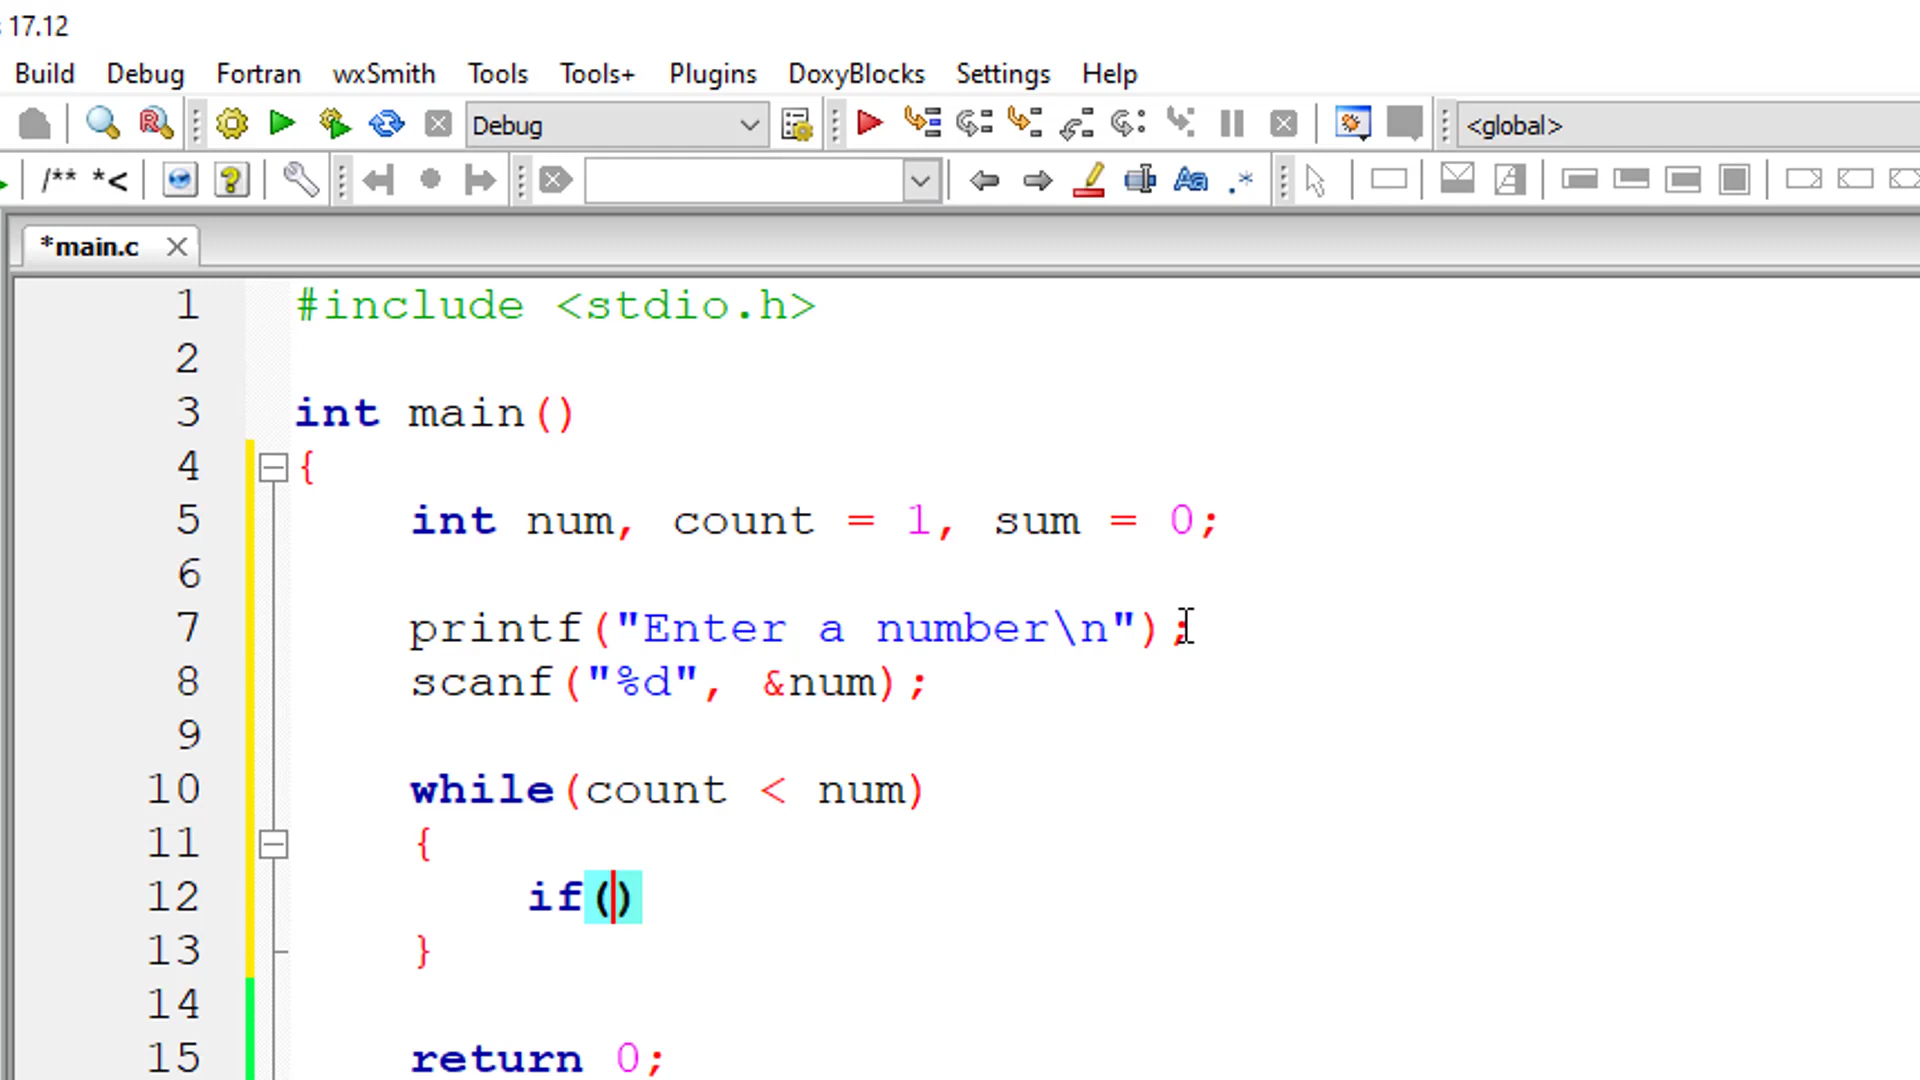 17.12
Build Debug Fortran wxSmith Tools Tools+ Plugins DoxyBlocks Settings Help
Debug <global>
/** *<
*main.c
1 #include <stdio.h>
2
3 int main()
4 {
5 int num, count = 1, sum = 0;
6
7 printf("Enter a number\n");
8 scanf("%d", &num);
9
10 while(count < num)
11 {
12 if()
13 }
14
15 return 0;